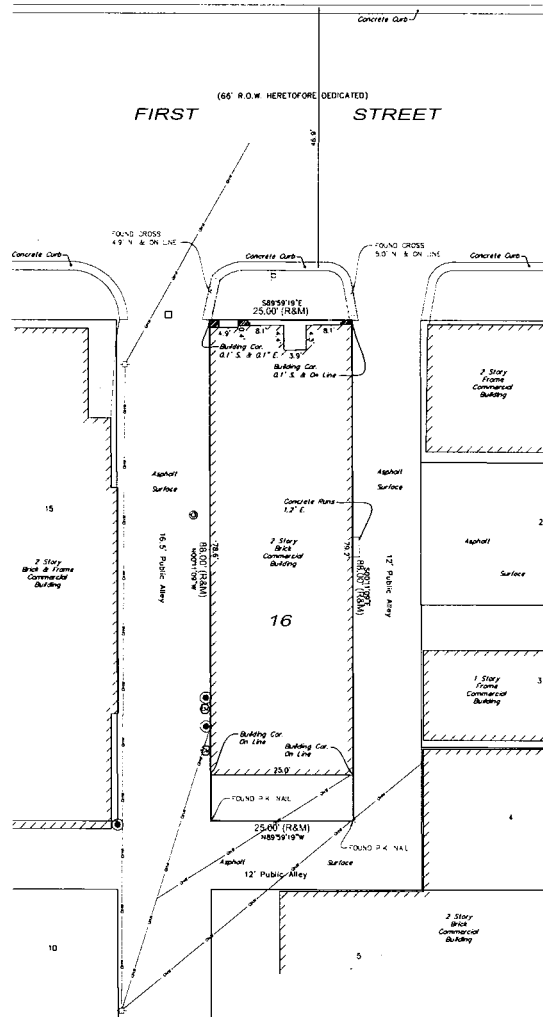 Concrete Curb
(66' R.O.W. HERETOFORE DEDICATED)
FIRST STREET
46.9'
FOUND CROSS
4.9' N. & ON LINE
FOUND CROSS
5.0' N. & ON LINE
Concrete Curb
Concrete Curb
Concrete Curb
S89°59'19"E
25.00' (R&M)
4.9'
8.1'
3.9'
8.1'
Building Cor.
0.1' S. & 0.1' E.
Building Cor.
0.1' S. & On Line
2 Story
Frame
Commercial
Building
Asphalt
Surface
Asphalt
Surface
15
Concrete Runs
1.2' E.
2
Asphalt
Surface
2 Story
Brick & Frame
Commercial
Building
16.5' Public Alley
88.00' (R&M)
N00°11'09"W
78.6'
2 Story
Brick
Commercial
Building
79.2'
88.00' (R&M)
S00°11'09"E
12' Public Alley
16
1 Story
Frame
Commercial
Building
3
Building Cor.
On Line
Building Cor.
On Line
25.0'
FOUND P.K. NAIL
25.00' (R&M)
N89°59'19"W
FOUND P.K. NAIL
4
Asphalt
Surface
12' Public Alley
10
2 Story
Brick
Commercial
Building
5